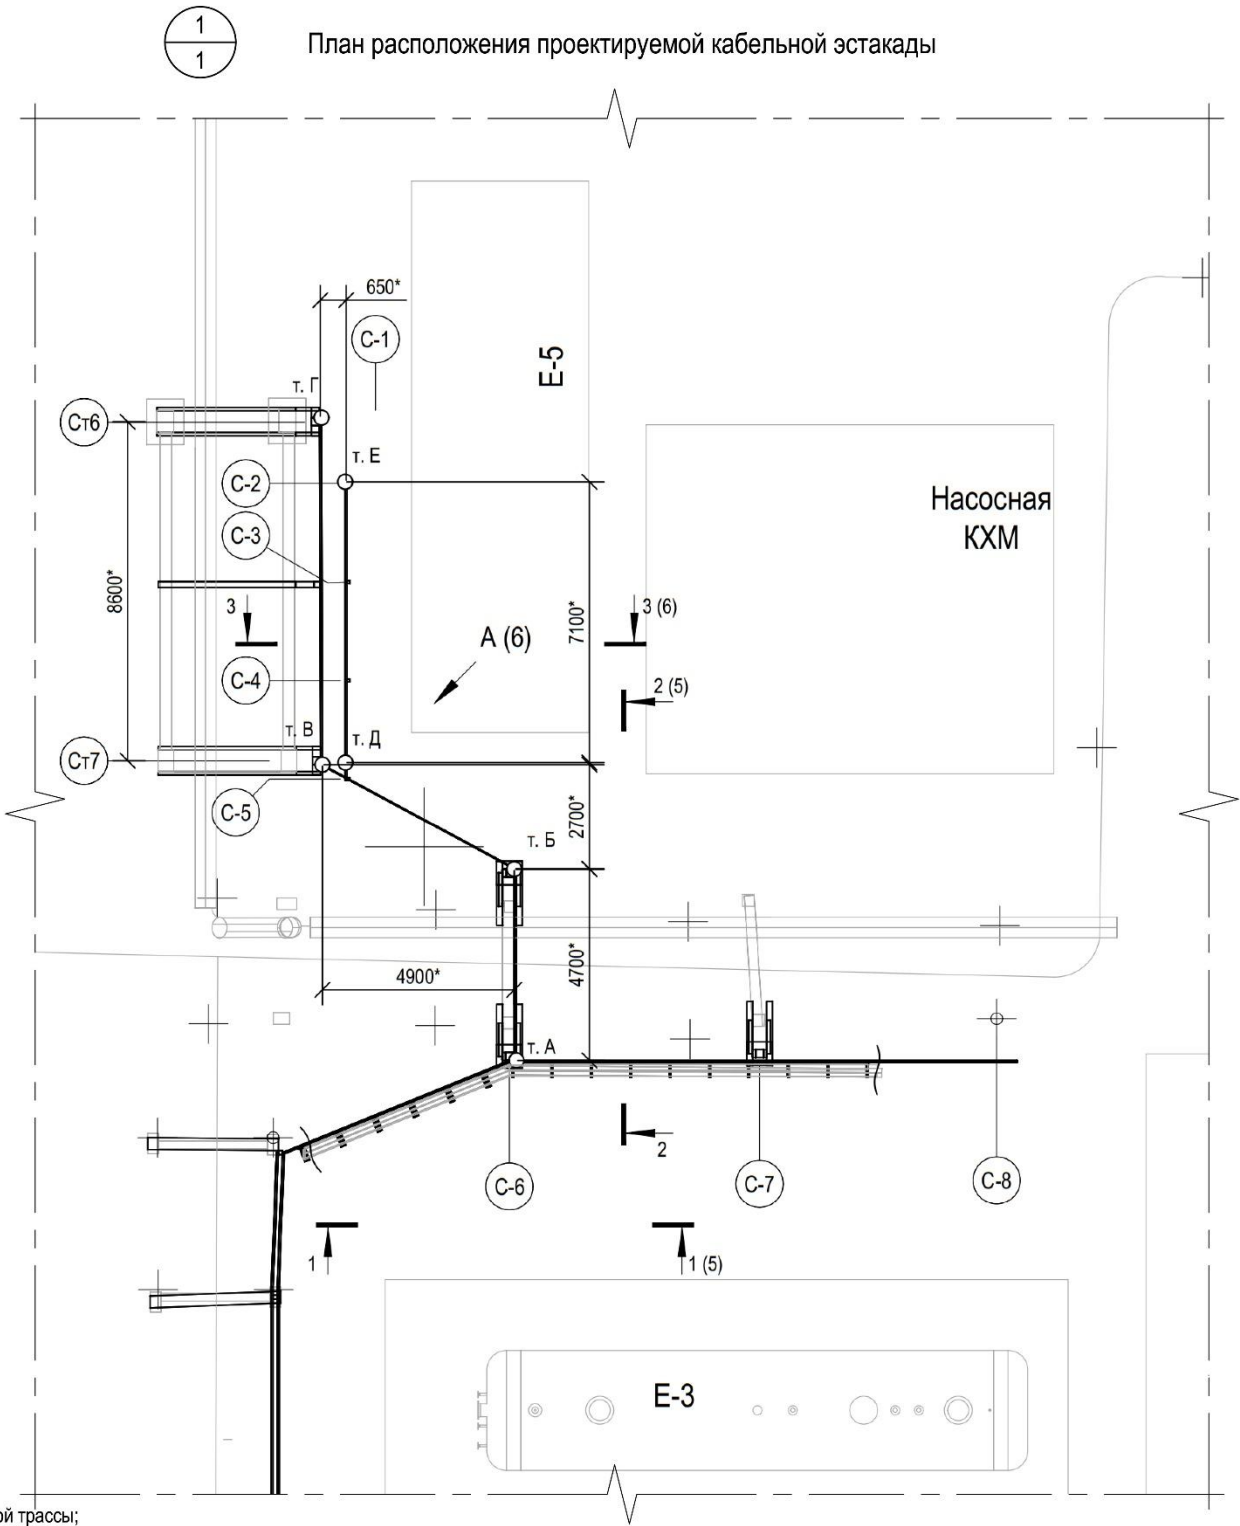 1
1
План расположения проектируемой кабельной эстакады
650*
С-1
Е-5
т. Г
Ст6
т. Е
С-2
С-3
Насосная
КХМ
8600*
3
3 (6)
7100*
А (6)
С-4
2 (5)
т. В
т. Д
Ст7
С-5
2700*
т. Б
4900*
4700*
т. А
2
С-6
С-7
С-8
1
1 (5)
Е-3
ой трассы;